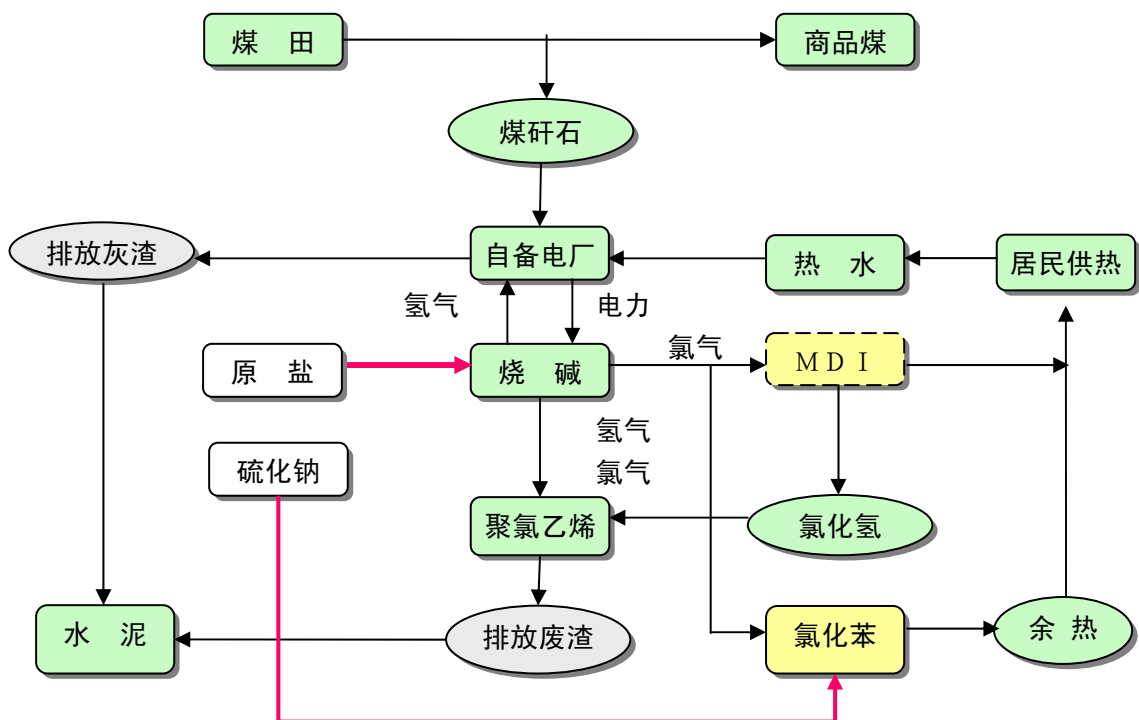 煤 田
商品煤
煤矸石
排放灰渣
自备电厂
热 水
居民供热
氢气
电力
原 盐
烧 碱
氯气
ＭＤＩ
氢气
氯气
硫化钠
聚氯乙烯
氯化氢
水 泥
排放废渣
氯化苯
余 热